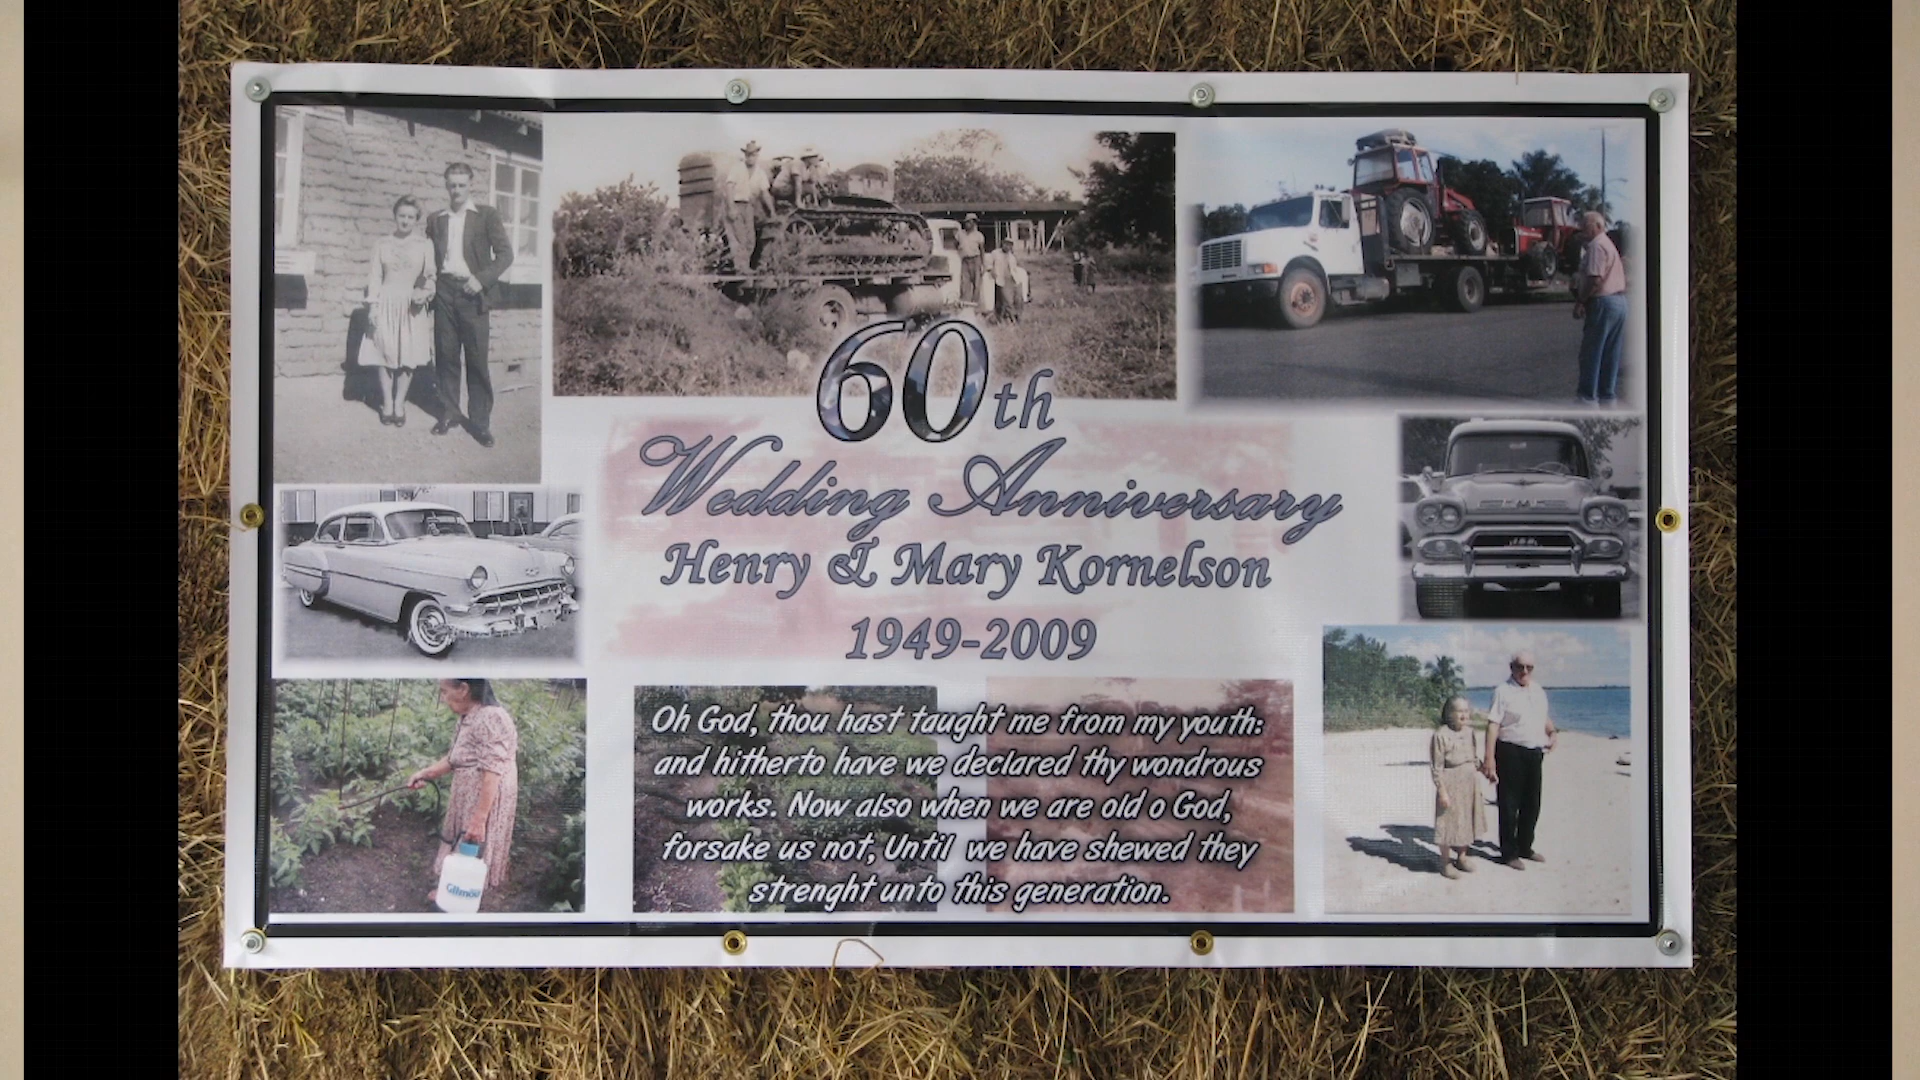 60th
Wedding Anniversary
Henry & Mary Kornelson
1949-2009
Oh God, thou hast taught me from my youth:
and hitherto have we declared thy wondrous
works. Now also when we are old o God,
forsake us not, Until we have shewed they
strenght unto this generation.
GMC
Gilmour